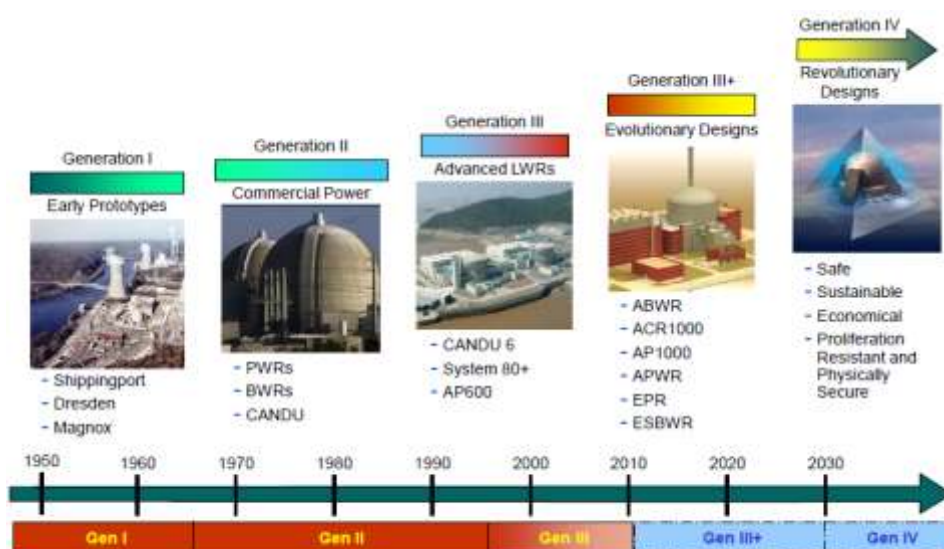 Generation I
Early Prototypes
- Shippingport
- Dresden
- Magnox
Generation II
Commercial Power
- PWRs
- BWRs
- CANDU
Generation III
Advanced LWRs
- CANDU 6
- System 80+
- AP600
Generation III+
Evolutionary Designs
- ABWR
- ACR1000
- AP1000
- APWR
- EPR
- ESBWR
Generation IV
Revolutionary
Designs
- Safe
- Sustainable
- Economical
- Proliferation
Resistant and
Physically
Secure
1950 1960 1970 1980 1990 2000 2010 2020 2030
Gen I Gen II Gen III Gen III+ Gen IV